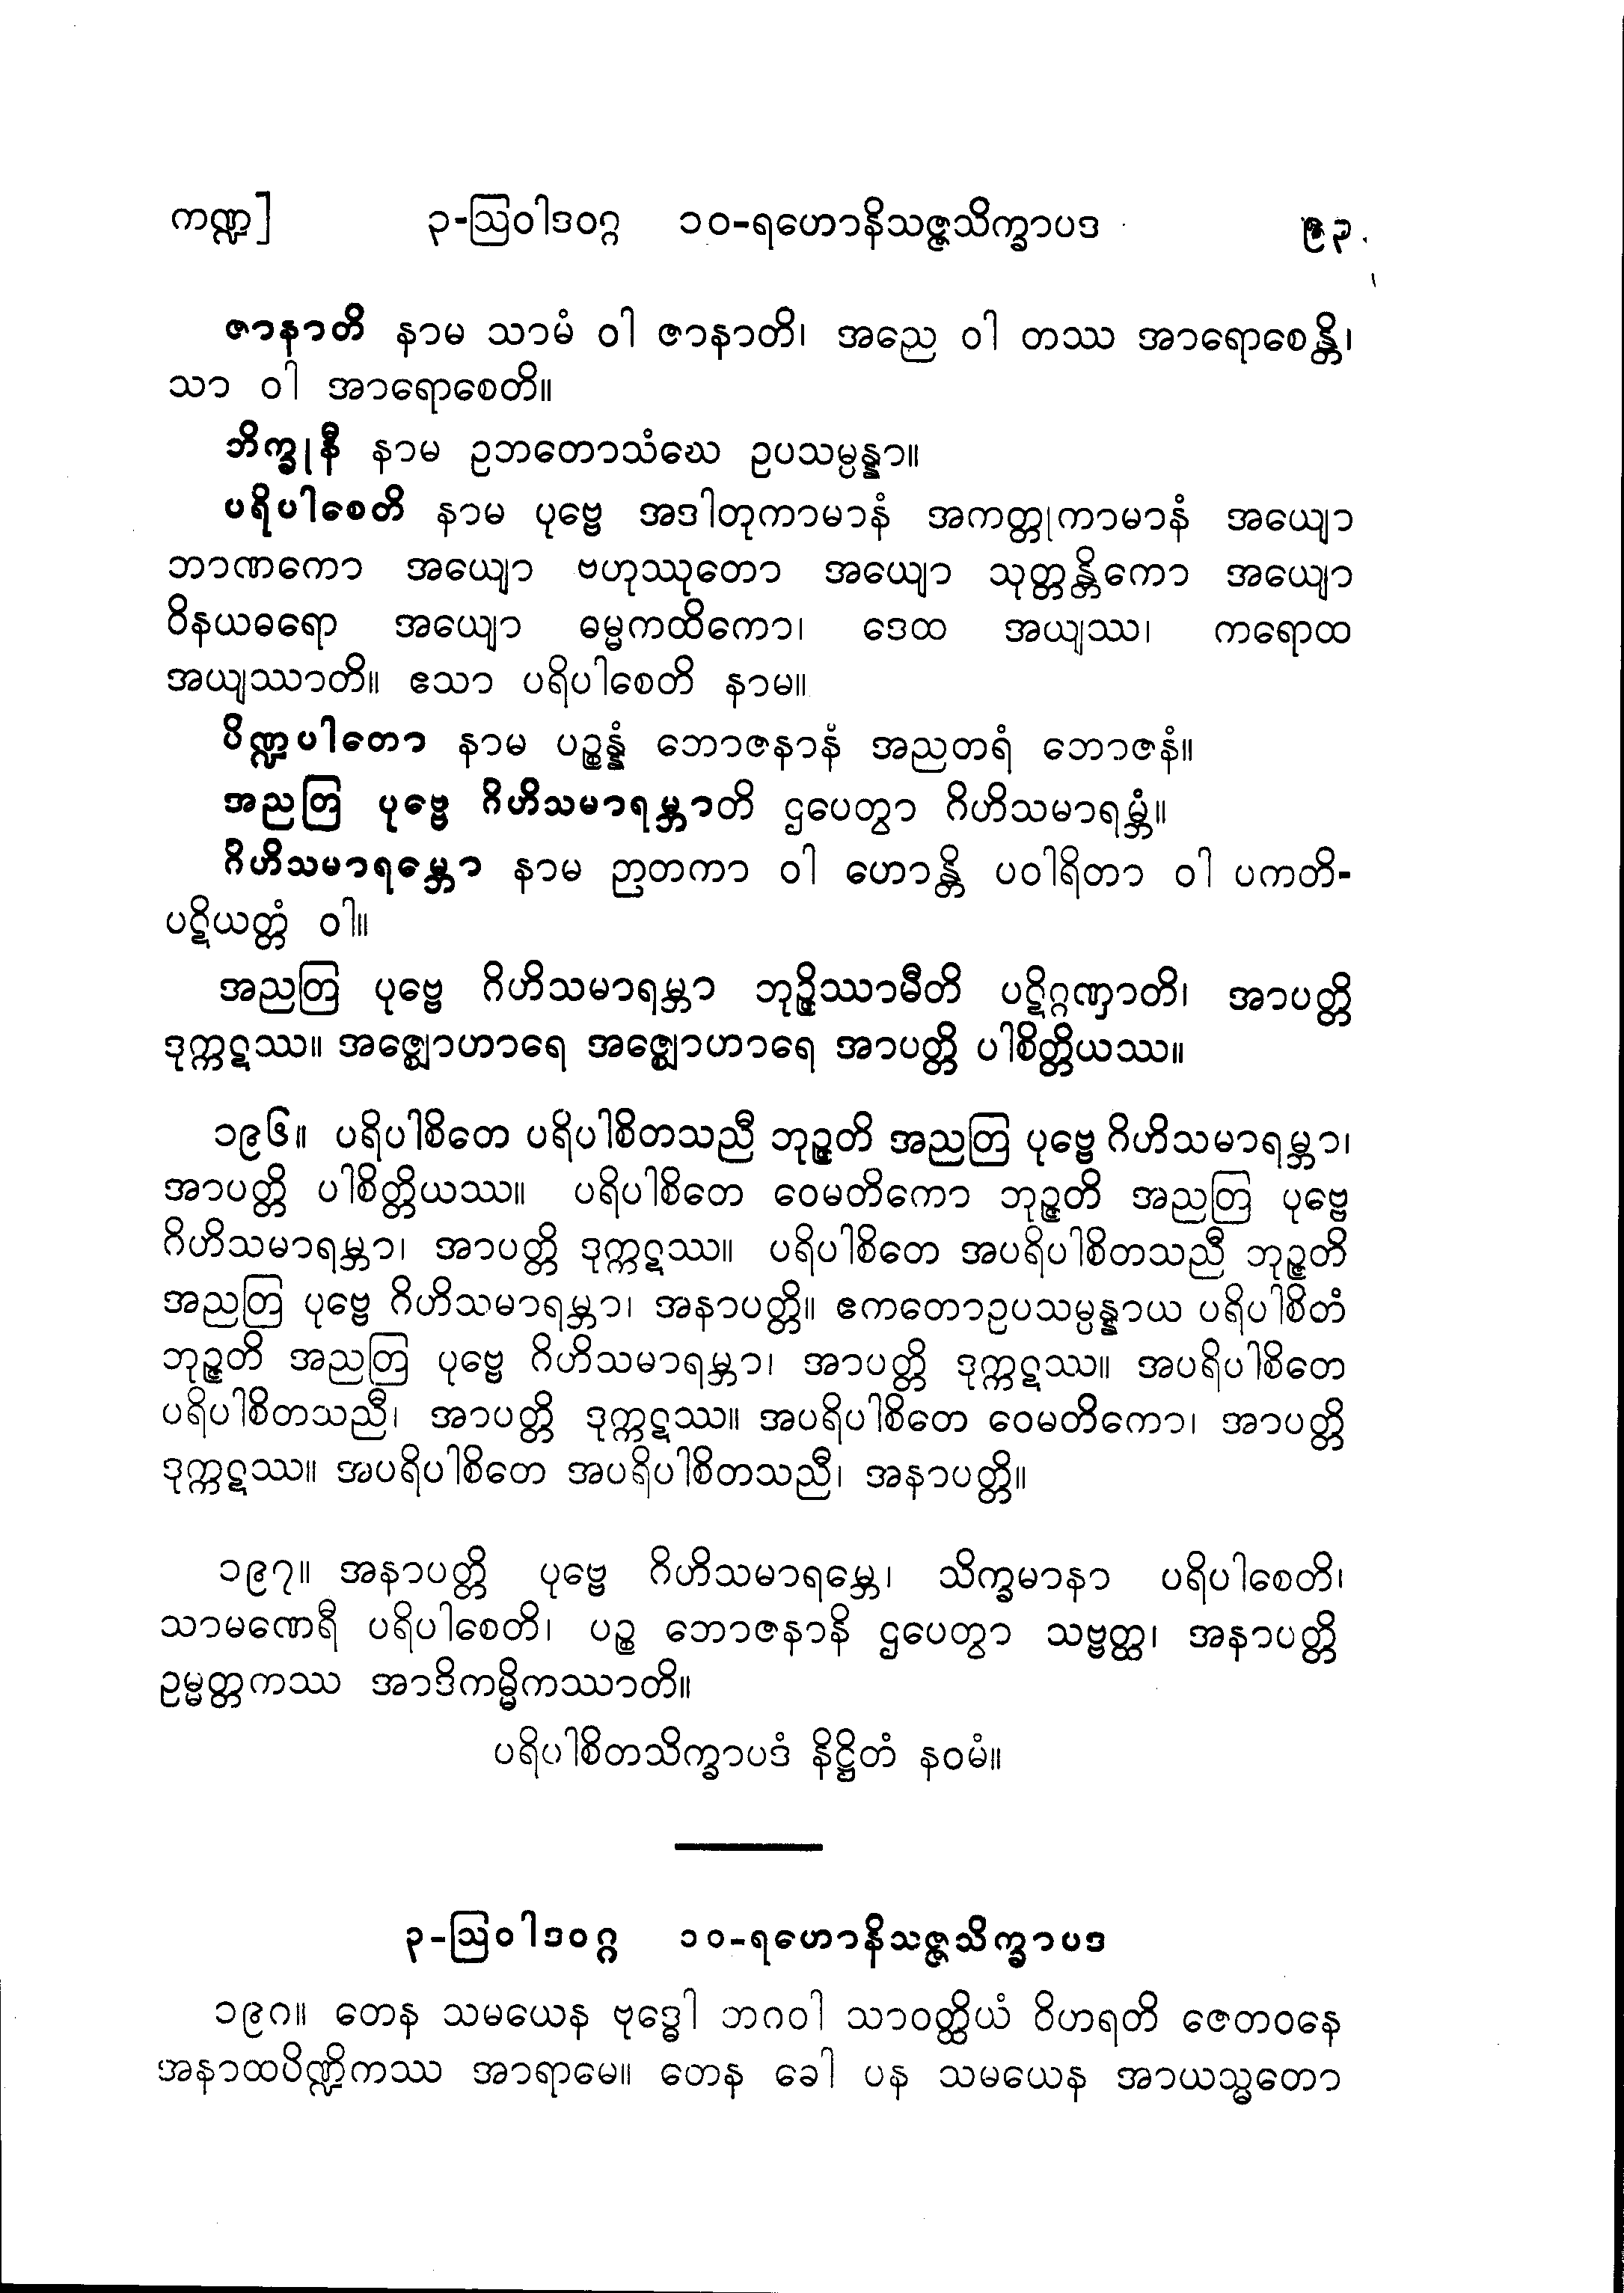 ကဏ္ဍ] ၃-ဩဝါဒဝဂ္ဂ ၁၀-ရဟောနိသဇ္ဇသိက္ခာပဒ ၉၃
ဇာနာတိ နာမ သာမံ ဝါ ဇာနာတိ၊ အညေ ဝါ တဿ အာရောစေန္တိ၊
သာ ဝါ အာရောစေတိ။
ဘိက္ခုနီ နာမ ဥဘတောသံဃေ ဥပသမ္ပန္နာ။
ပရိပါစေတိ နာမ ပုဗ္ဗေ အဒါတုကာမာနံ အကတ္တုကာမာနံ အယျော
ဘာဏကော အယျော ဗဟုဿုတော အယျော သုတ္တန္တိကော အယျော
ဝိနယဓရော အယျော ဓမ္မကထိကော၊ ဒေထ အယျဿ၊ ကရောထ
အယျဿာတိ။ ဧသာ ပရိပါစေတိ နာမ။
ပိဏ္ဍပါတော နာမ ပဉ္စန္နံ ဘောဇနာနံ အညတရံ ဘောဇနံ။
အညတြ ပုဗ္ဗေ ဂိဟိသမာရမ္ဘာတိ ဌပေတွာ ဂိဟိသမာရမ္ဘံ။
ဂိဟိသမာရမ္ဘော နာမ ဉာတကာ ဝါ ဟောန္တိ ပဝါရိတာ ဝါ ပကတိ-
ပဋိယတ္တံ ဝါ။
အညတြ ပုဗ္ဗေ ဂိဟိသမာရမ္ဘာ ဘုဉ္ဇိဿာမီတိ ပဋိဂ္ဂဏှာတိ၊ အာပတ္တိ
ဒုက္ကဋဿ။ အဇ္ဈောဟာရေ အဇ္ဈောဟာရေ အာပတ္တိ ပါစိတ္တိယဿ။
၁၉၆။ ပရိပါစိတေ ပရိပါစိတသညီ ဘုဉ္ဇတိ အညတြ ပုဗ္ဗေ ဂိဟိသမာရမ္ဘာ၊
အာပတ္တိ ပါစိတ္တိယဿ။ ပရိပါစိတေ ဝေမတိကော ဘုဉ္ဇတိ အညတြ ပုဗ္ဗေ
ဂိဟိသမာရမ္ဘာ၊ အာပတ္တိ ဒုက္ကဋဿ။ ပရိပါစိတေ အပရိပါစိတသညီ ဘုဉ္ဇတိ
အညတြ ပုဗ္ဗေ ဂိဟိသမာရမ္ဘာ၊ အနာပတ္တိ။ ဧကတောဥပသမ္ပန္နာယ ပရိပါစိတံ
ဘုဉ္ဇတိ အညတြ ပုဗ္ဗေ ဂိဟိသမာရမ္ဘာ၊ အာပတ္တိ ဒုက္ကဋဿ။ အပရိပါစိတေ
ပရိပါစိတသညီ၊ အာပတ္တိ ဒုက္ကဋဿ။ အပရိပါစိတေ ဝေမတိကော၊ အာပတ္တိ
ဒုက္ကဋဿ။ အပရိပါစိတေ အပရိပါစိတသညီ၊ အနာပတ္တိ။
၁၉၇။ အနာပတ္တိ ပုဗ္ဗေ ဂိဟိသမာရမ္ဘေ၊ သိက္ခမာနာ ပရိပါစေတိ၊
သာမဏေရီ ပရိပါစေတိ၊ ပဉ္စ ဘောဇနာနိ ဌပေတွာ သဗ္ဗတ္ထ၊ အနာပတ္တိ
ဥမ္မတ္တကဿ အာဒိကမ္မိကဿာတိ။
ပရိပါစိတသိက္ခာပဒံ နိဋ္ဌိတံ နဝမံ။
၃-ဩဝါဒဝဂ္ဂ ၁၀-ရဟောနိသဇ္ဇသိက္ခာပဒ
၁၉၈။ တေန သမယေန ဗုဒ္ဓေါ ဘဂဝါ သာဝတ္ထိယံ ဝိဟရတိ ဇေတဝနေ
အနာထပိဏ္ဍိကဿ အာရာမေ။ တေန ခေါ ပန သမယေန အာယသ္မတော